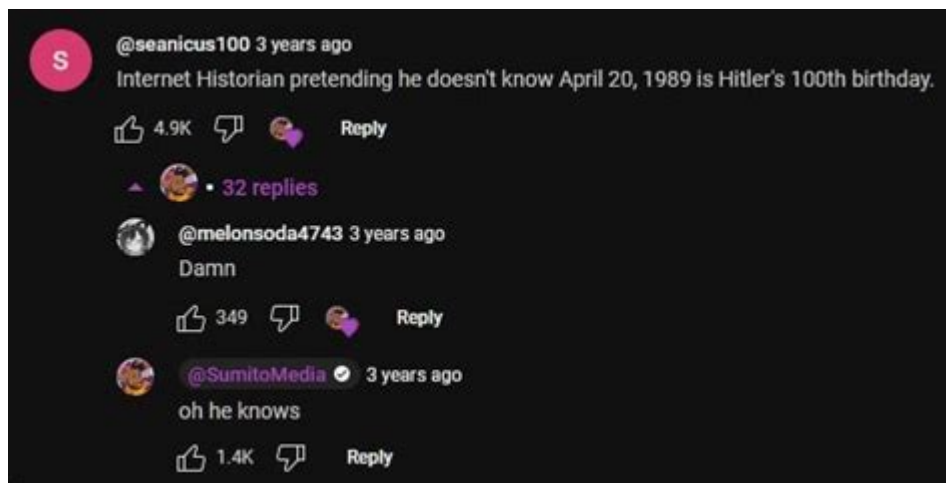 S
@seanicus100 3 years ago
Internet Historian pretending he doesn't know April 20, 1989 is Hitler's 100th birthday.
4.9K Reply
• 32 replies
@melonsoda4743 3 years ago
Damn
349 Reply
@SumitoMedia 3 years ago
oh he knows
1.4K Reply